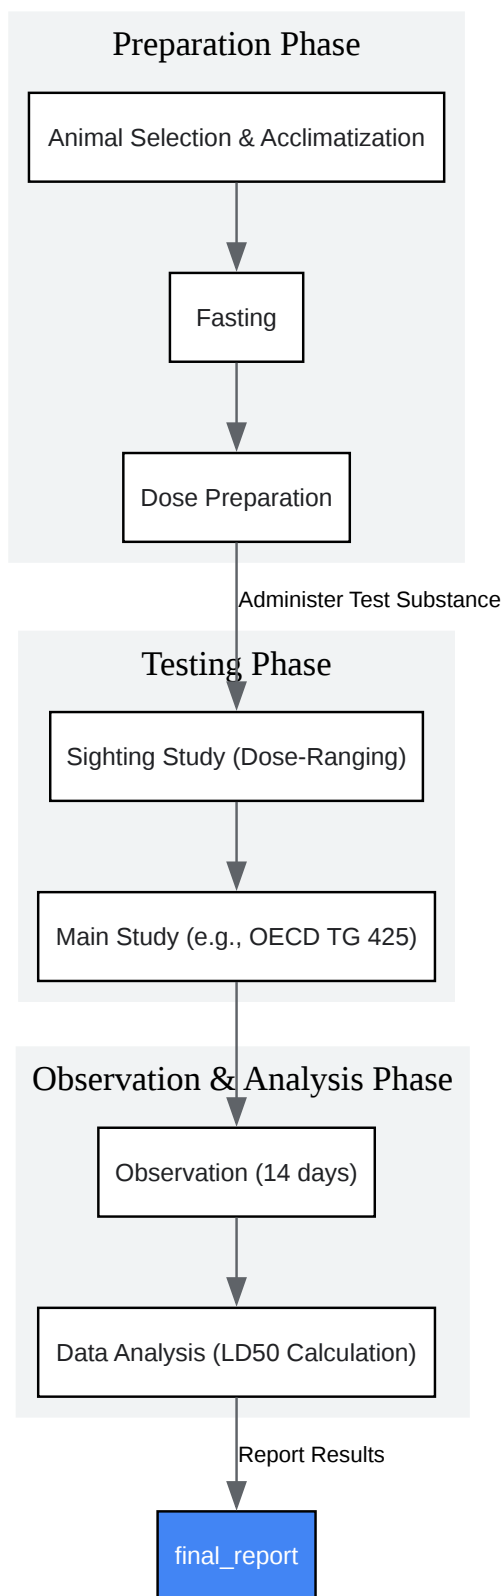 Preparation Phase
Animal Selection & Acclimatization
Fasting
Dose Preparation
Administer Test Substance
Testing Phase
Sighting Study (Dose-Ranging)
Main Study (e.g., OECD TG 425)
Observation & Analysis Phase
Observation (14 days)
Data Analysis (LD50 Calculation)
Report Results
final_report